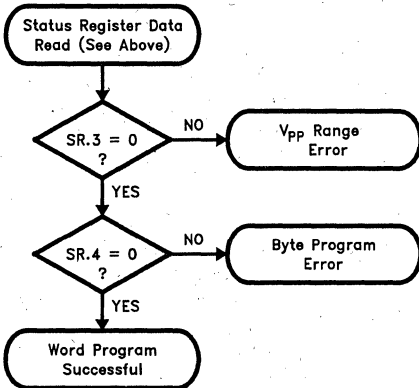 Status Register Data
Read (See Above)
SR.3 = 0
?
NO
VPP Range
Error
YES
SR.4 = 0
?
NO
Byte Program
Error
YES
Word Program
Successful